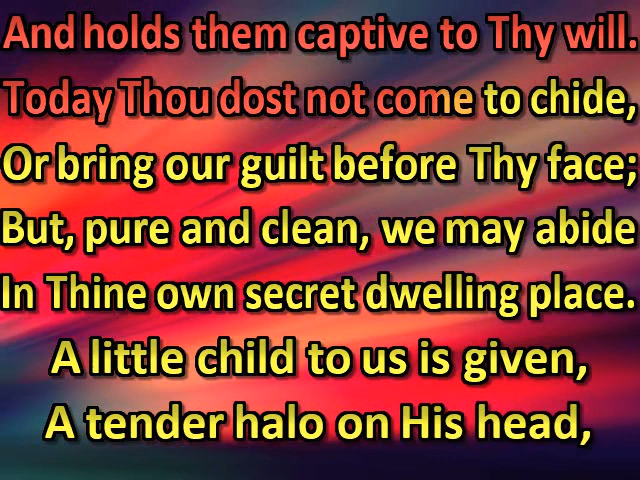 And holds them captive to Thy will.
Today Thou dost not come to chide,
Or bring our guilt before Thy face;
But, pure and clean, we may abide
In Thine own secret dwelling place.
A little child to us is given,
A tender halo on His head,